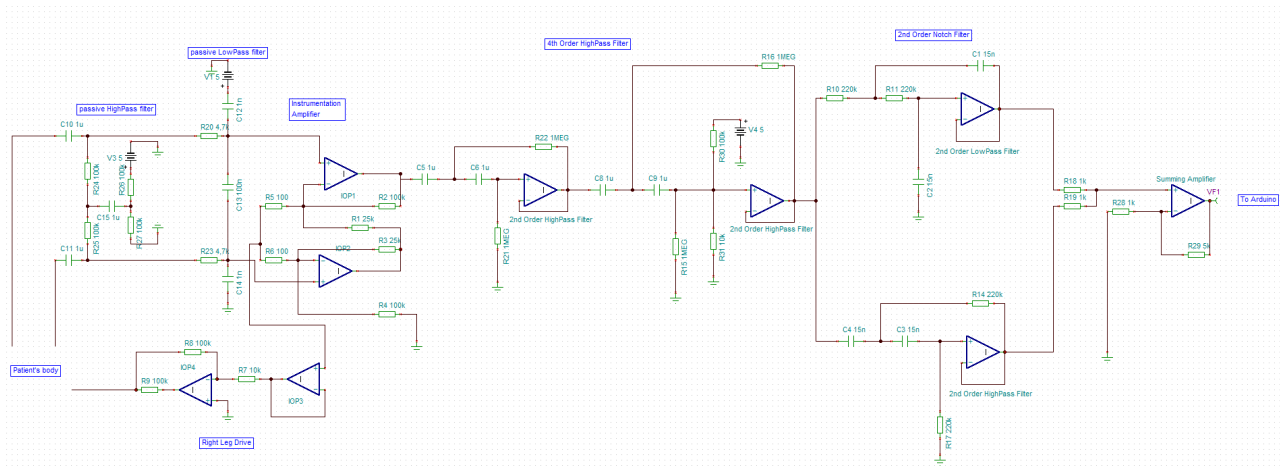 2nd Order Notch Filter
4th Order HighPass Filter
passive LowPass filter
C1 15n
R16 1MEG
VT 5
+
R10 220k
R11 220k
Instrumentation
Amplifier
passive HighPass filter
C12 1n
C10 1u
R20 4,7k
V4 5
+
R30 100k
R22 1MEG
2nd Order LowPass Filter
V3 5
+
R24 100k
R26 100k
C5 1u
C6 1u
C8 1u
C9 1u
C2 15n
R18 1k
Summing Amplifier
C13 100n
IOP1
R5 100
R2 100k
R19 1k
VF1
To Arduino
C15 1u
R28 1k
2nd Order HighPass Filter
R1 25k
2nd Order HighPass Filter
R25 100k
R27 100k
R21 1MEG
R15 1MEG
R31 10k
C11 1u
R23 4,7k
R6 100
IOP2
R3 25k
R29 5k
C14 1n
R14 220k
R4 100k
C4 15n
C3 15n
R8 100k
Patient's body
IOP4
R7 10k
R9 100k
IOP3
2nd Order HighPass Filter
R17 220k
Right Leg Drive